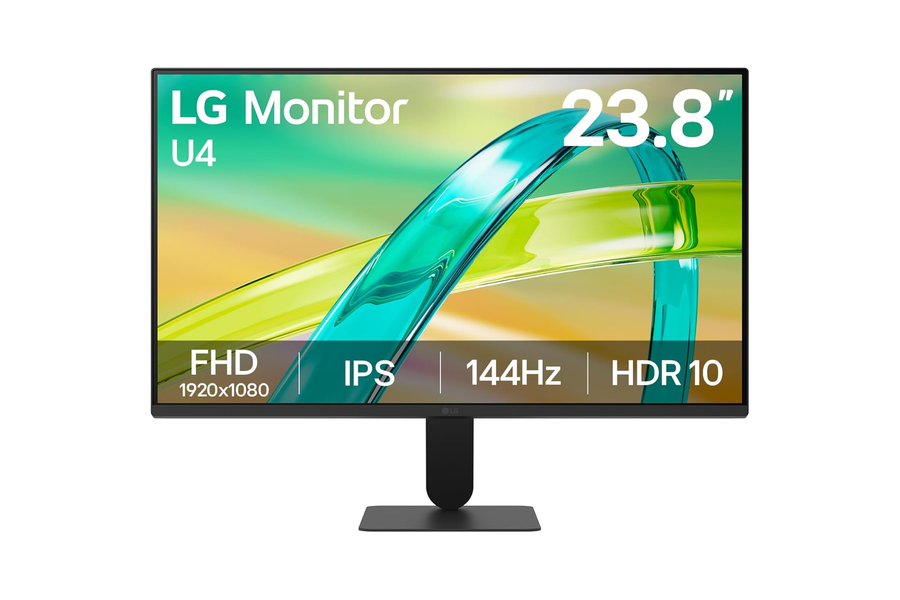 LG Monitor
U4
23.8"
FHD
1920x1080
IPS
144Hz
HDR 10
LG